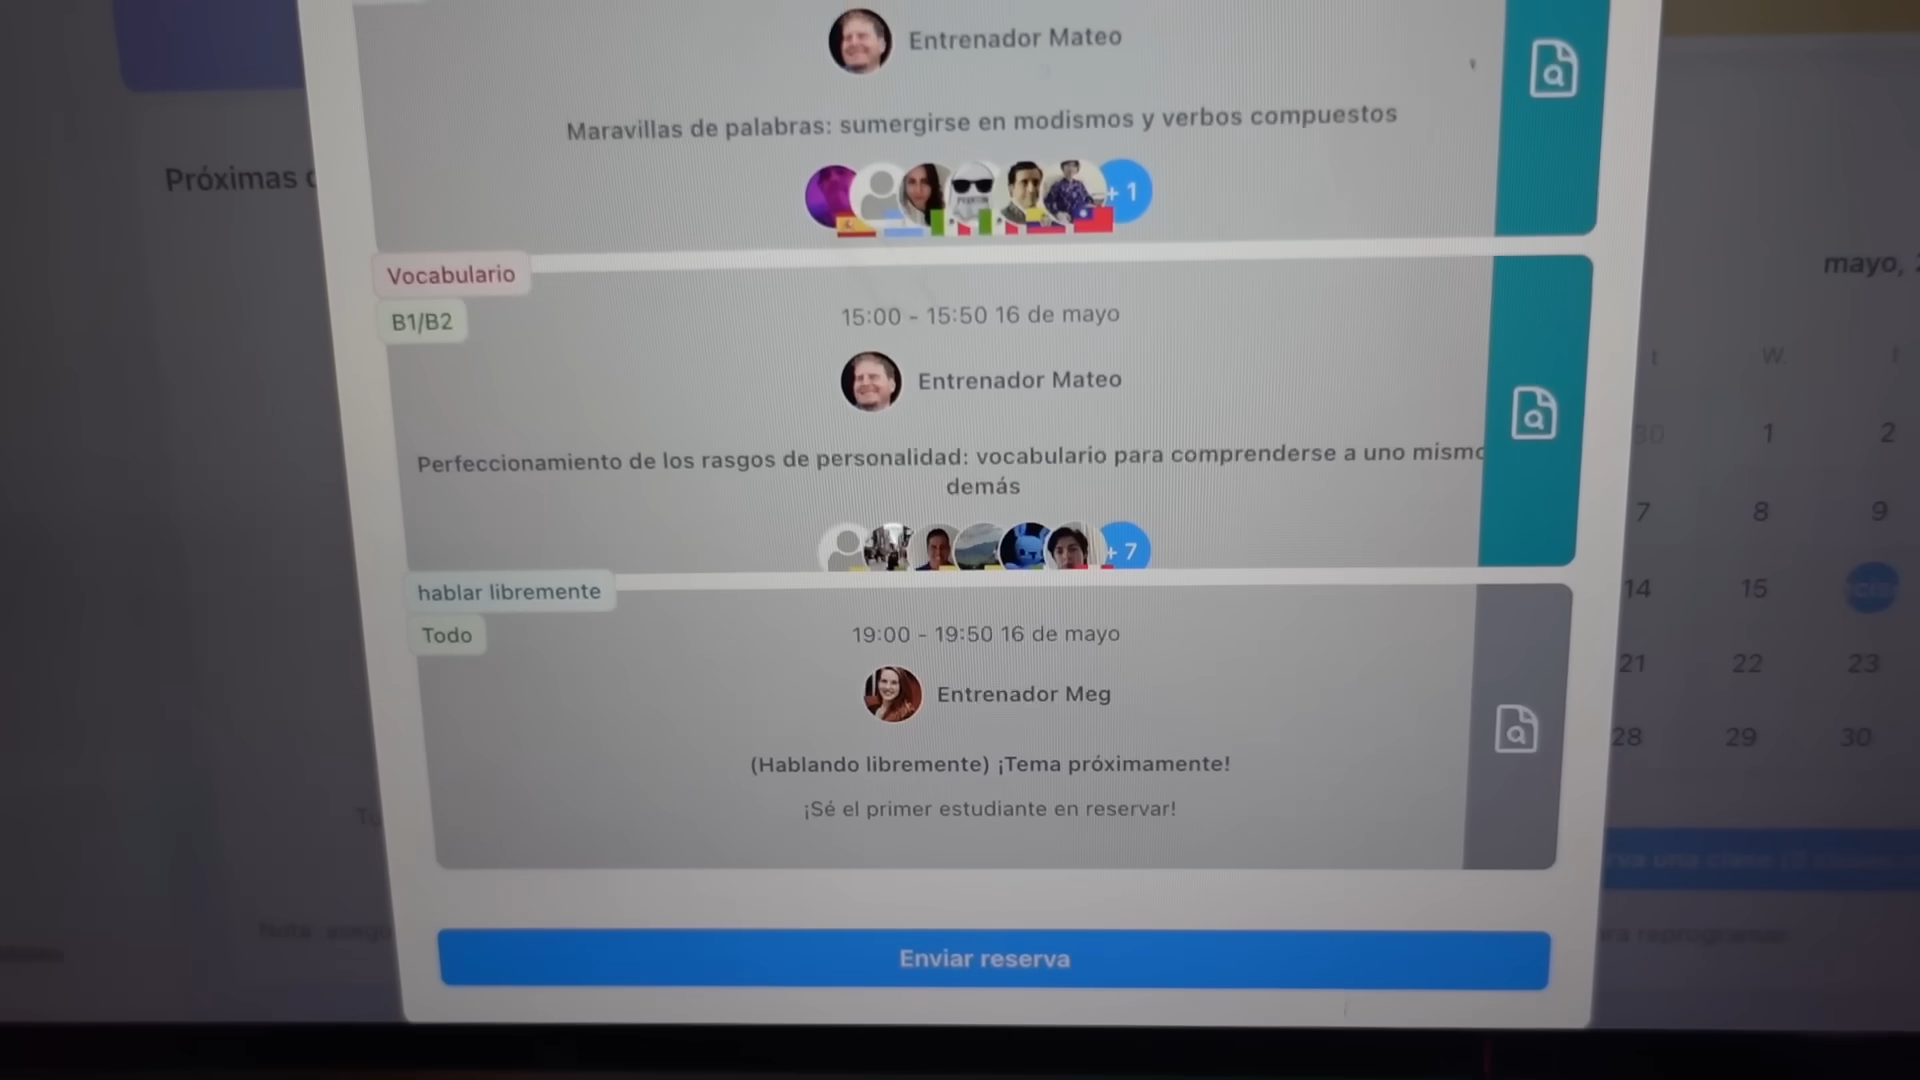 Entrenador Mateo
Maravillas de palabras: sumergirse en modismos y verbos compuestos
+ 1
Próximas
Vocabulario
B1/B2
15:00 - 15:50 16 de mayo
Entrenador Mateo
Perfeccionamiento de los rasgos de personalidad: vocabulario para comprenderse a uno mismo
demás
+ 7
hablar libremente
Todo
19:00 - 19:50 16 de mayo
Entrenador Meg
(Hablando libremente) ¡Tema próximamente!
¡Sé el primer estudiante en reservar!
Enviar reserva
mayo,
t W t
30 1 2
7 8 9
14 15
21 22 23
28 29 30